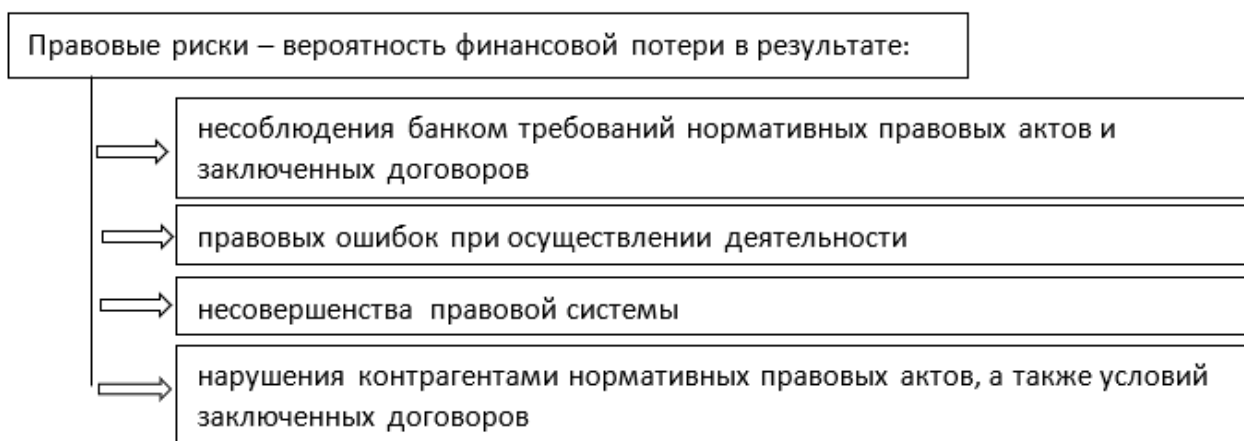 Правовые риски – вероятность финансовой потери в результате:
несоблюдения банком требований нормативных правовых актов и
заключенных договоров
правовых ошибок при осуществлении деятельности
несовершенства правовой системы
нарушения контрагентами нормативных правовых актов, а также условий
заключенных договоров